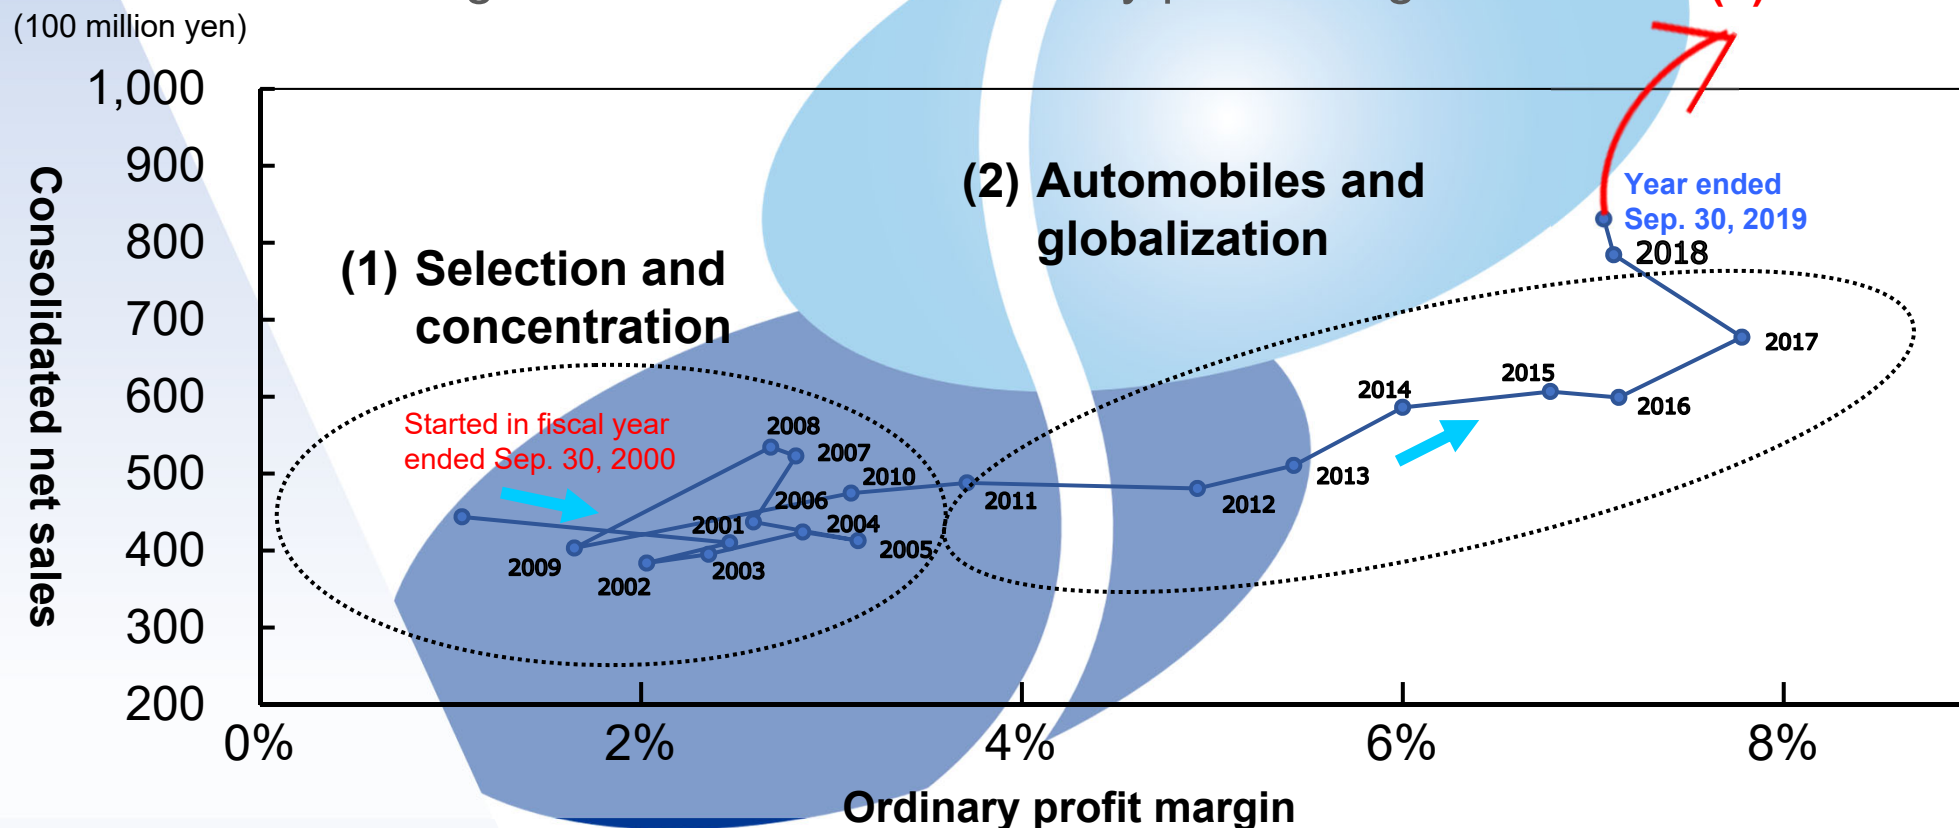 (100 million yen)
1,000
900
800
700
600
500
400
300
200
Consolidated net sales
(1) Selection and
concentration
(2) Automobiles and
globalization
Started in fiscal year
ended Sep. 30, 2000
Year ended
Sep. 30, 2019
2018
2017
2016
2015
2014
2013
2012
2011
2010
2008
2007
2006
2001
2004
2005
2009
2002
2003
0%
2%
4%
6%
8%
Ordinary profit margin